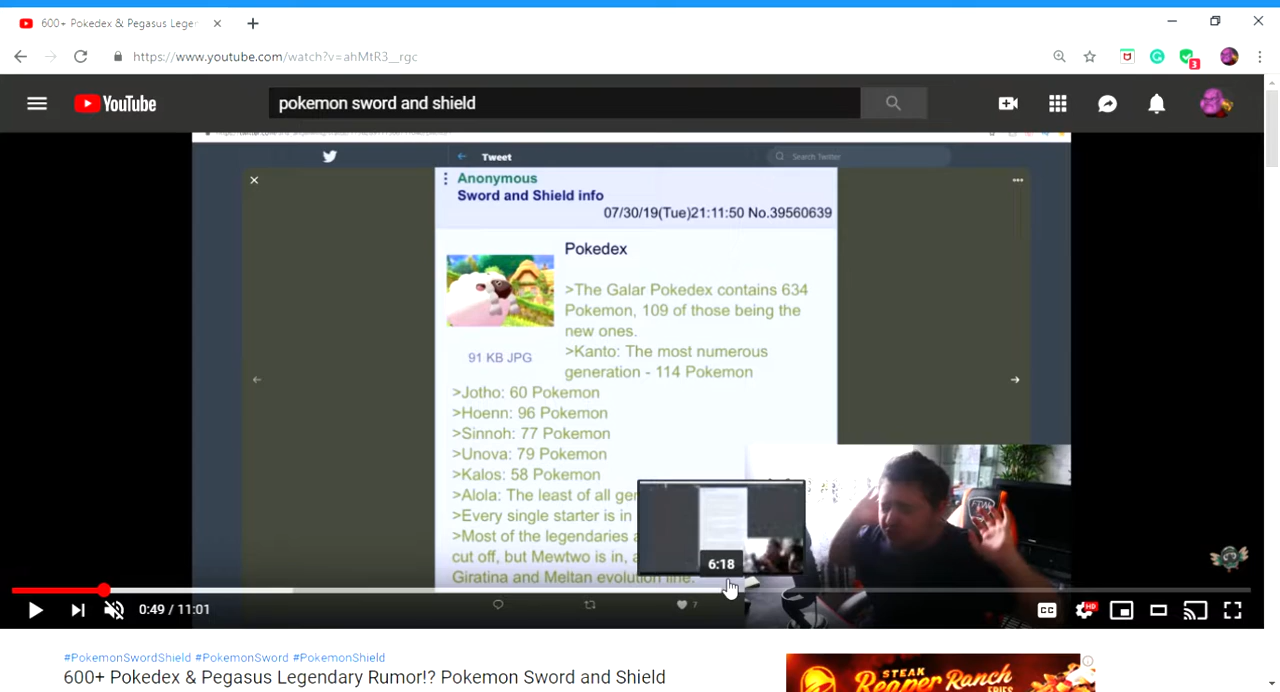 600+ Pokedex & Pegasus Leger
https://www.youtube.com/watch?v=ahMtR3__rgc
3
YouTube
pokemon sword and shield
Tweet
Search Twitter
Anonymous
Sword and Shield info
07/30/19(Tue)21:11:50 No.39560639
Pokedex
>The Galar Pokedex contains 634
Pokemon, 109 of those being the
new ones.
>Kanto: The most numerous
generation - 114 Pokemon
91 KB JPG
>Jotho: 60 Pokemon
>Hoenn: 96 Pokemon
>Sinnoh: 77 Pokemon
>Unova: 79 Pokemon
>Kalos: 58 Pokemon
>Alola: The least of all
>Every single starter is in
>Most of the legendaries
cut off, but Mewtwo is in,
Giratina and Meltan evolution line.
6:18
7
0:49 / 11:01
CC
HD
#PokemonSwordShield #PokemonSword #PokemonShield
600+ Pokedex & Pegasus Legendary Rumor!? Pokemon Sword and Shield
STEAK
Reaper Ranch
FRIES